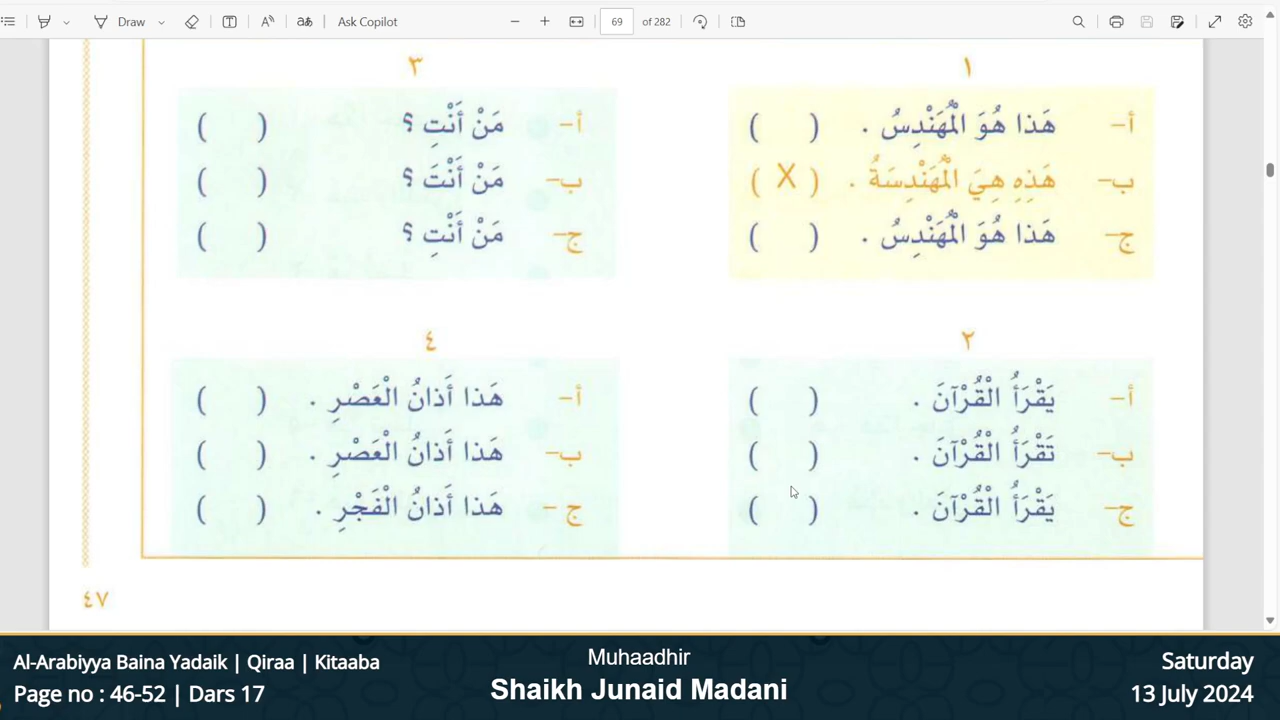 Draw
Ask Copilot
69 of 282
١
أ- هَذا هُوَ الْمُهَنْدِسُ . ( )
ب- هَذِهِ هِيَ الْمُهَنْدِسَةُ . ( X )
ج- هَذا هُوَ الْمُهَنْدِسُ . ( )
٣
أ- مَنْ أَنْتِ ؟ ( )
ب- مَنْ أَنْتَ ؟ ( )
ج- مَنْ أَنْتِ ؟ ( )
٢
أ- يَقْرَأُ الْقُرْآنَ . ( )
ب- تَقْرَأُ الْقُرْآنَ . ( )
ج- يَقْرَأُ الْقُرْآنَ . ( )
٤
أ- هَذا أَذانُ الْعَصْرِ . ( )
ب- هَذا أَذانُ الْعَصْرِ . ( )
ج - هَذا أَذانُ الْفَجْرِ . ( )
٤٧
Al-Arabiyya Baina Yadaik | Qiraa | Kitaaba
Page no : 46-52 | Dars 17
Muhaadhir
Shaikh Junaid Madani
Saturday
13 July 2024